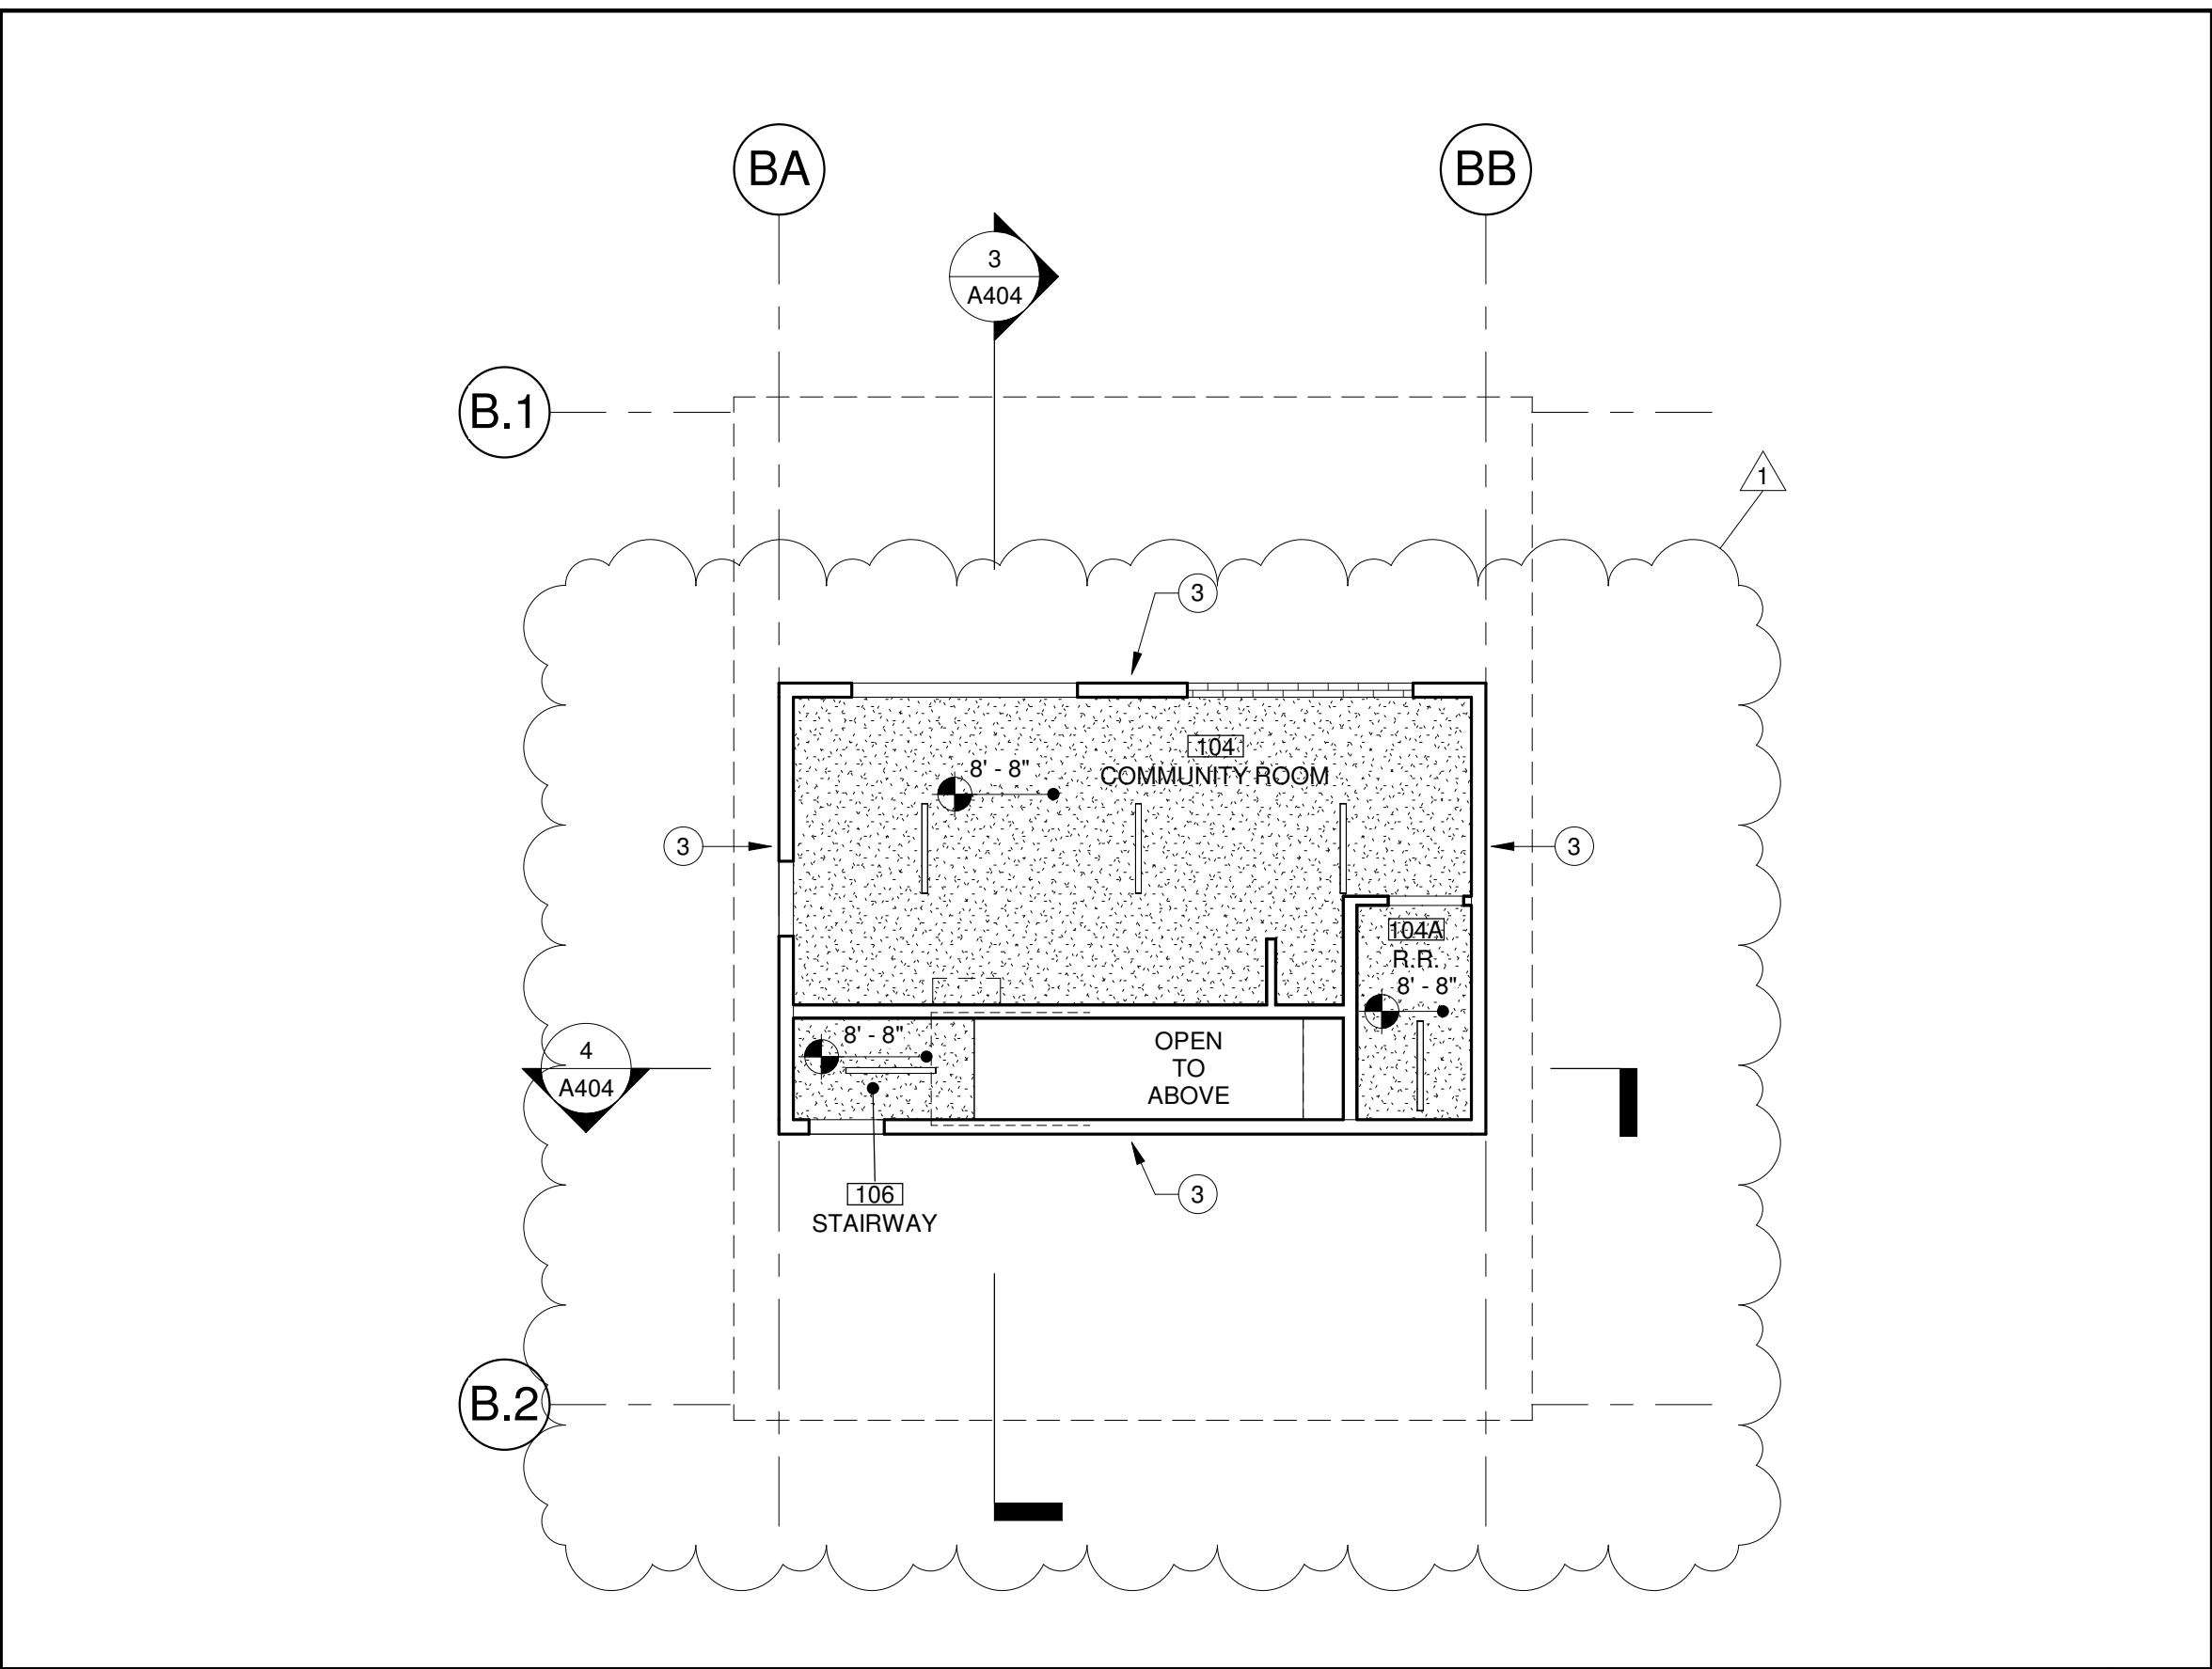 BA
BB
3
A404
B.1
1
3
104
8' - 8"
COMMUNITY ROOM
3
3
104A
R.R.
8' - 8"
8' - 8"
OPEN
TO
ABOVE
4
A404
106
STAIRWAY
3
B.2